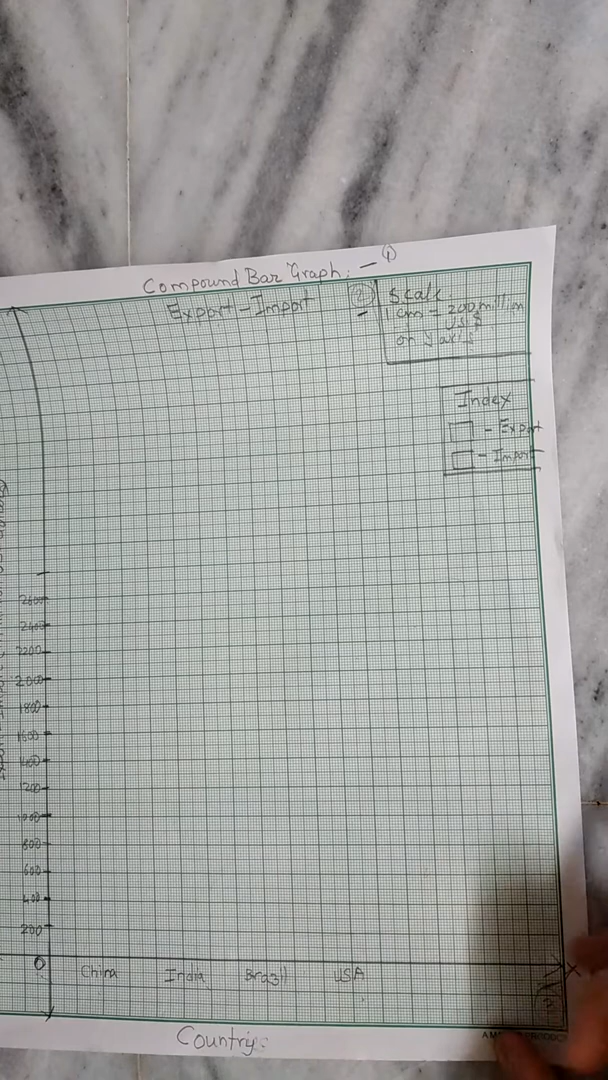 Compound Bar Graph. - ①
Export - Import
②
Scale.
1 cm = 200 million
US $
on y axis
Index
- Export
- Import
2600
2400
2200
2000
1800
1600
1400
1200
1000
800
600
400
200
0
China India Brazil USA
X
Country: